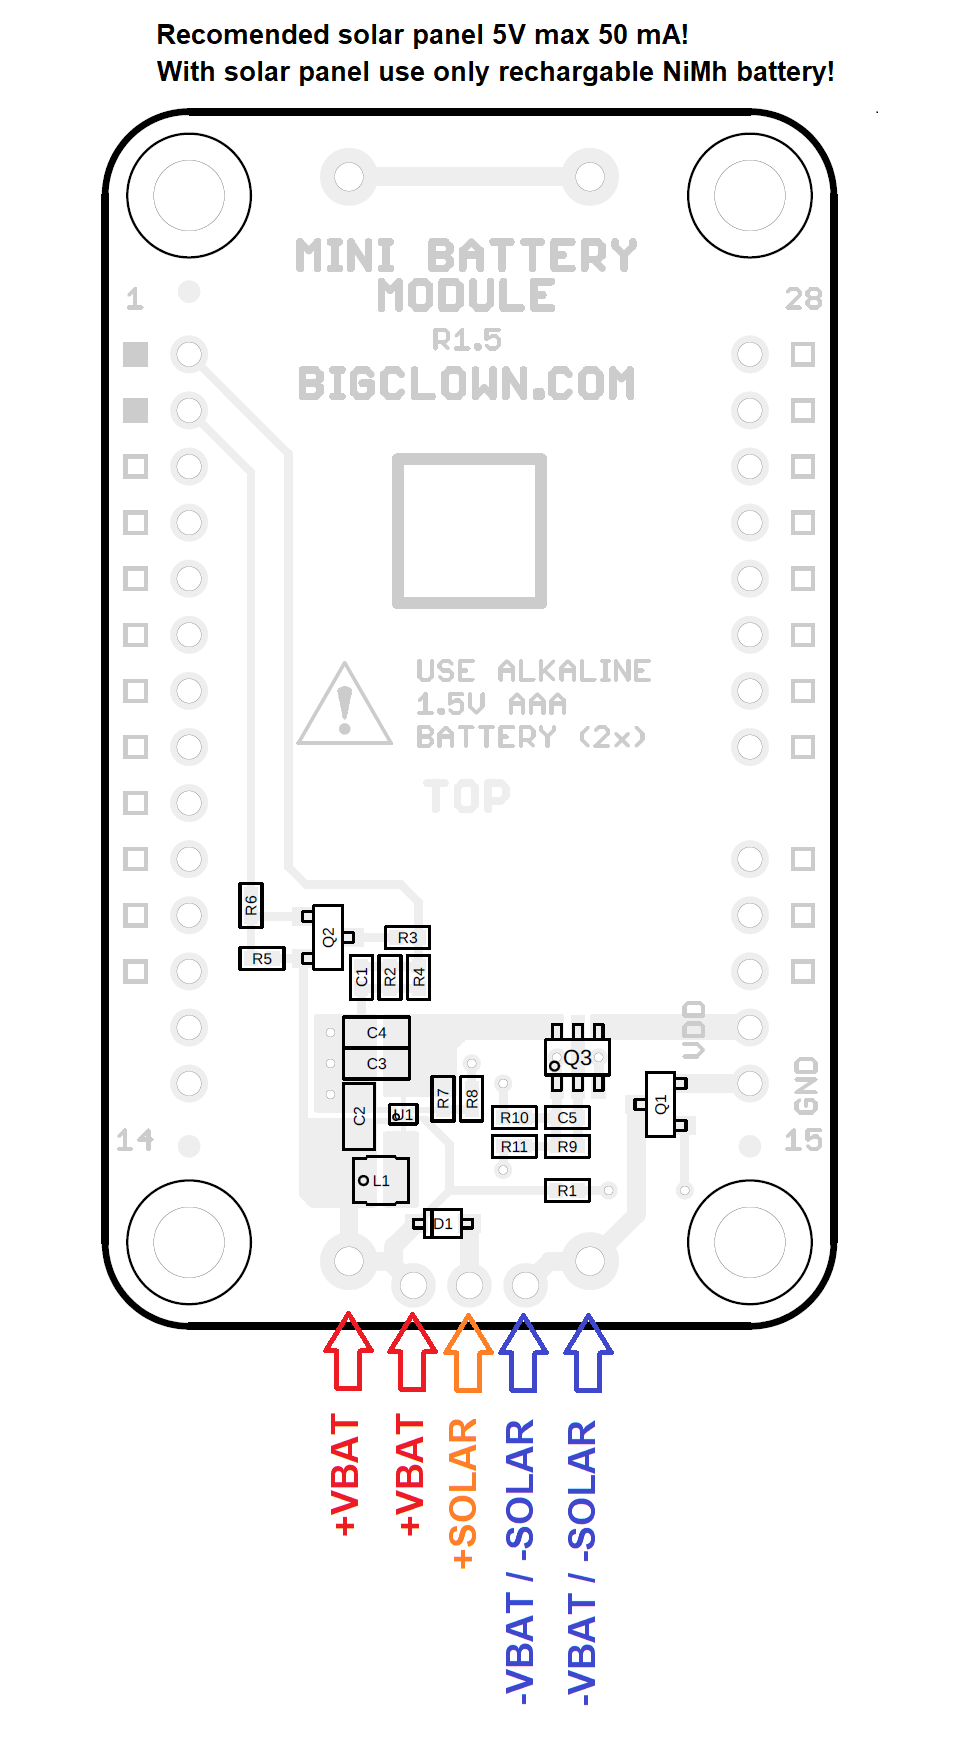 Recomended solar panel 5V max 50 mA!
With solar panel use only rechargable NiMh battery!
MINI BATTERY
MODULE
1
28
R1.5
BIGCLOWN.COM
USE ALKALINE
1.5V AAA
BATTERY (2x)
TOP
R6
Q2
R3
R5
C1
R2
R4
VDD
C4
C3
Q3
GND
R7
R8
Q1
C2
U1
R10
C5
14
15
R11
R9
L1
R1
D1
+VBAT
+VBAT
+SOLAR
-VBAT / -SOLAR
-VBAT / -SOLAR